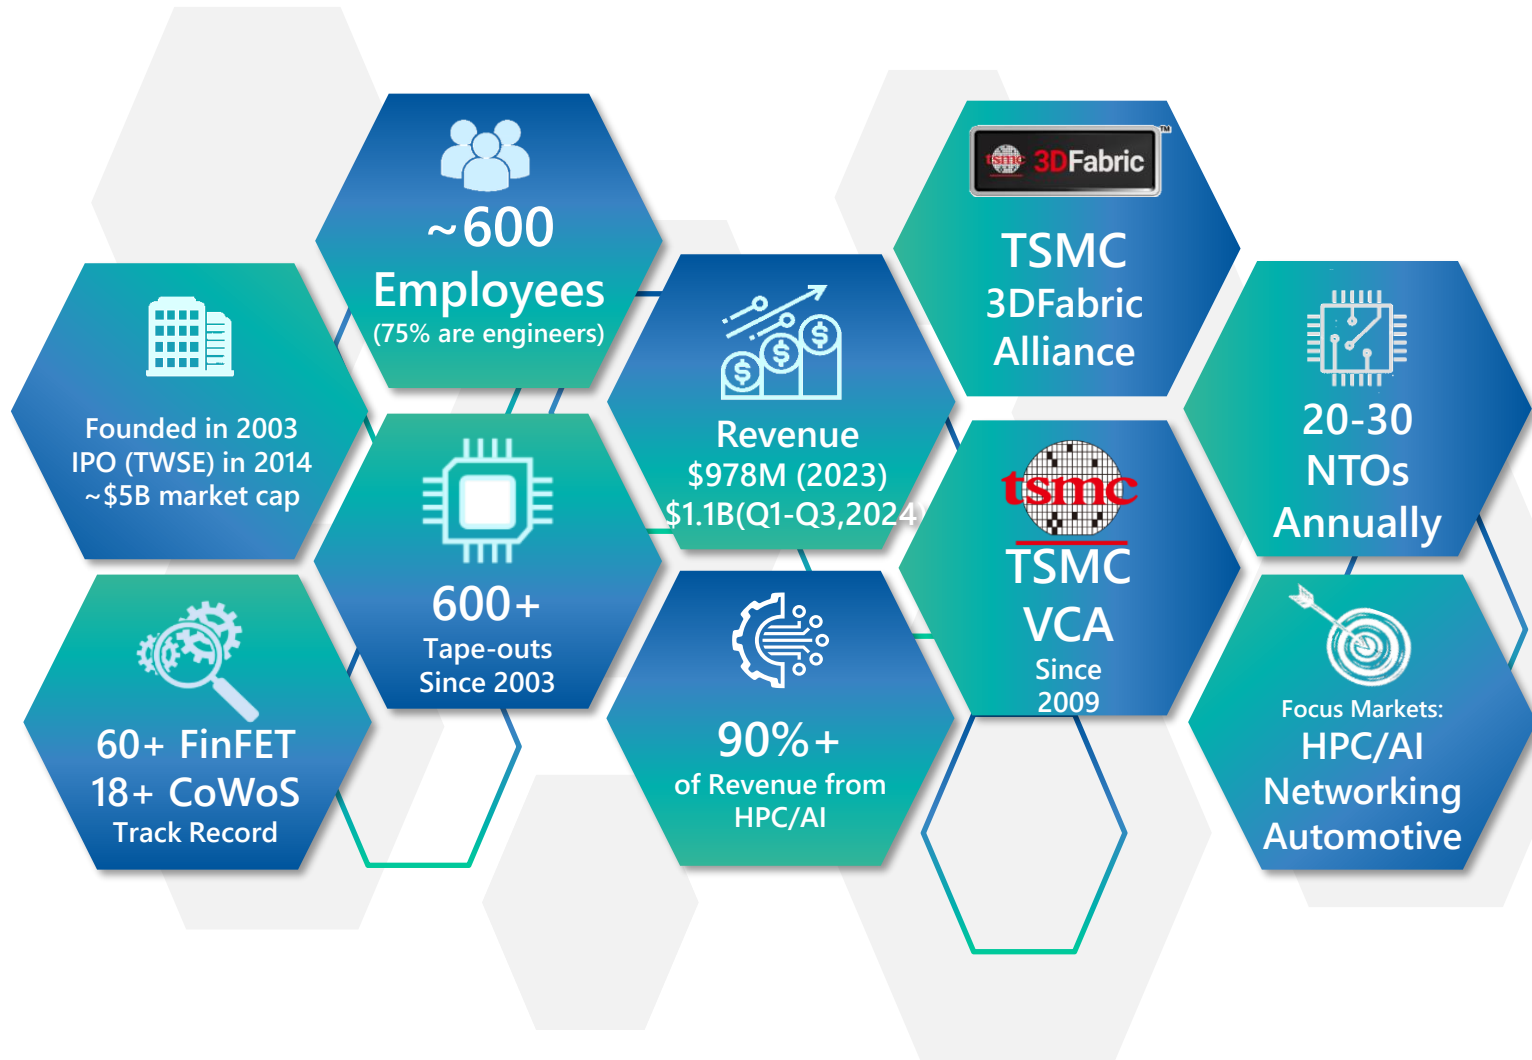 ~600
Employees
(75% are engineers)
tsmc 3DFabric™
TSMC
3DFabric
Alliance
Founded in 2003
IPO (TWSE) in 2014
~$5B market cap
Revenue
$978M (2023)
$1.1B(Q1-Q3,2024)
20-30
NTOs
Annually
600+
Tape-outs
Since 2003
tsmc
TSMC
VCA
Since
2009
60+ FinFET
18+ CoWoS
Track Record
90%+
of Revenue from
HPC/AI
Focus Markets:
HPC/AI
Networking
Automotive